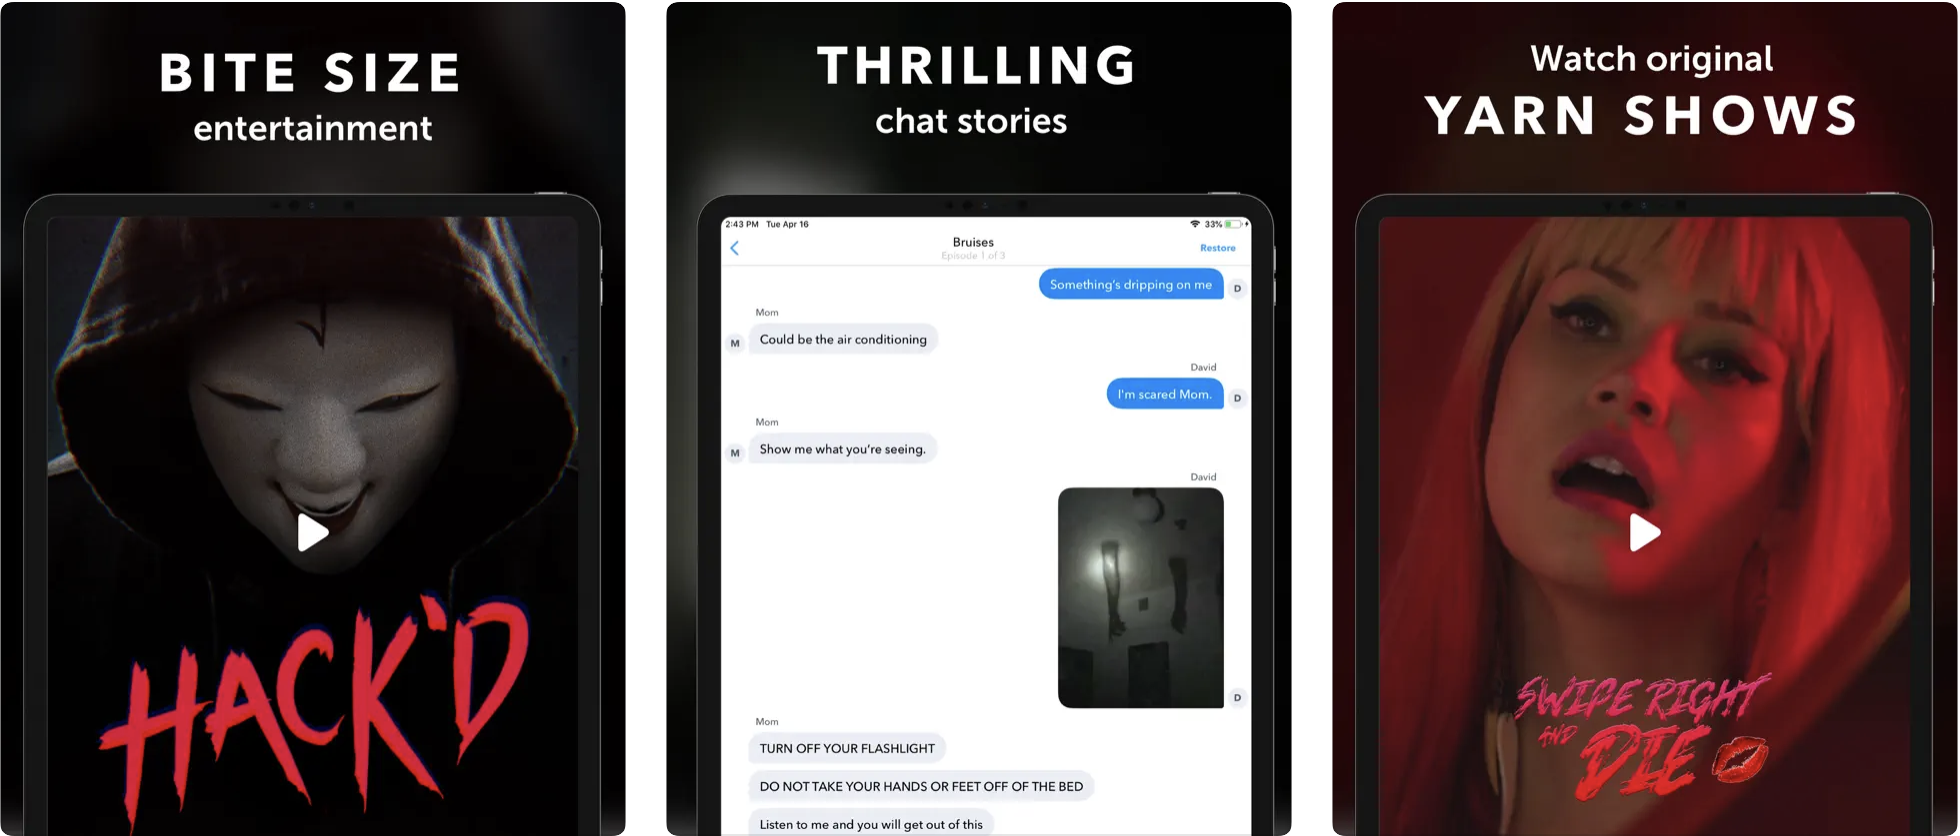 BITE SIZE
entertainment
HACK'D
THRILLING
chat stories
2:43 PM Tue Apr 16
33%
Bruises
Episode 1 of 3
Restore
Something's dripping on me
D
Mom
M
Could be the air conditioning
David
I'm scared Mom.
D
Mom
M
Show me what you're seeing.
David
D
Mom
TURN OFF YOUR FLASHLIGHT
DO NOT TAKE YOUR HANDS OR FEET OFF OF THE BED
Listen to me and you will get out of this
Watch original
YARN SHOWS
SWIPE RIGHT
AND
DIE